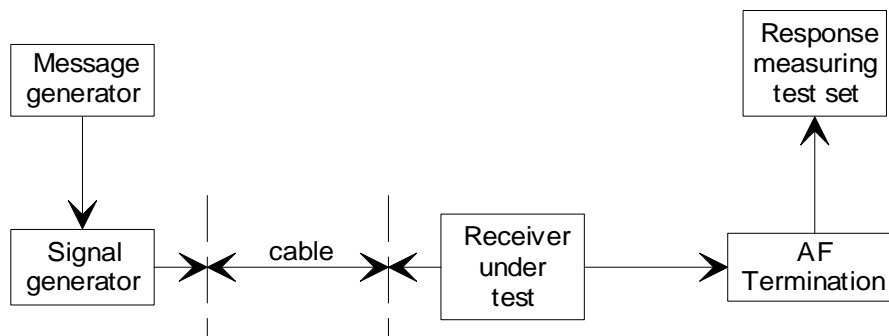 Message
generator
Response
measuring
test set
Signal
generator
cable
Receiver
under
test
AF
Termination